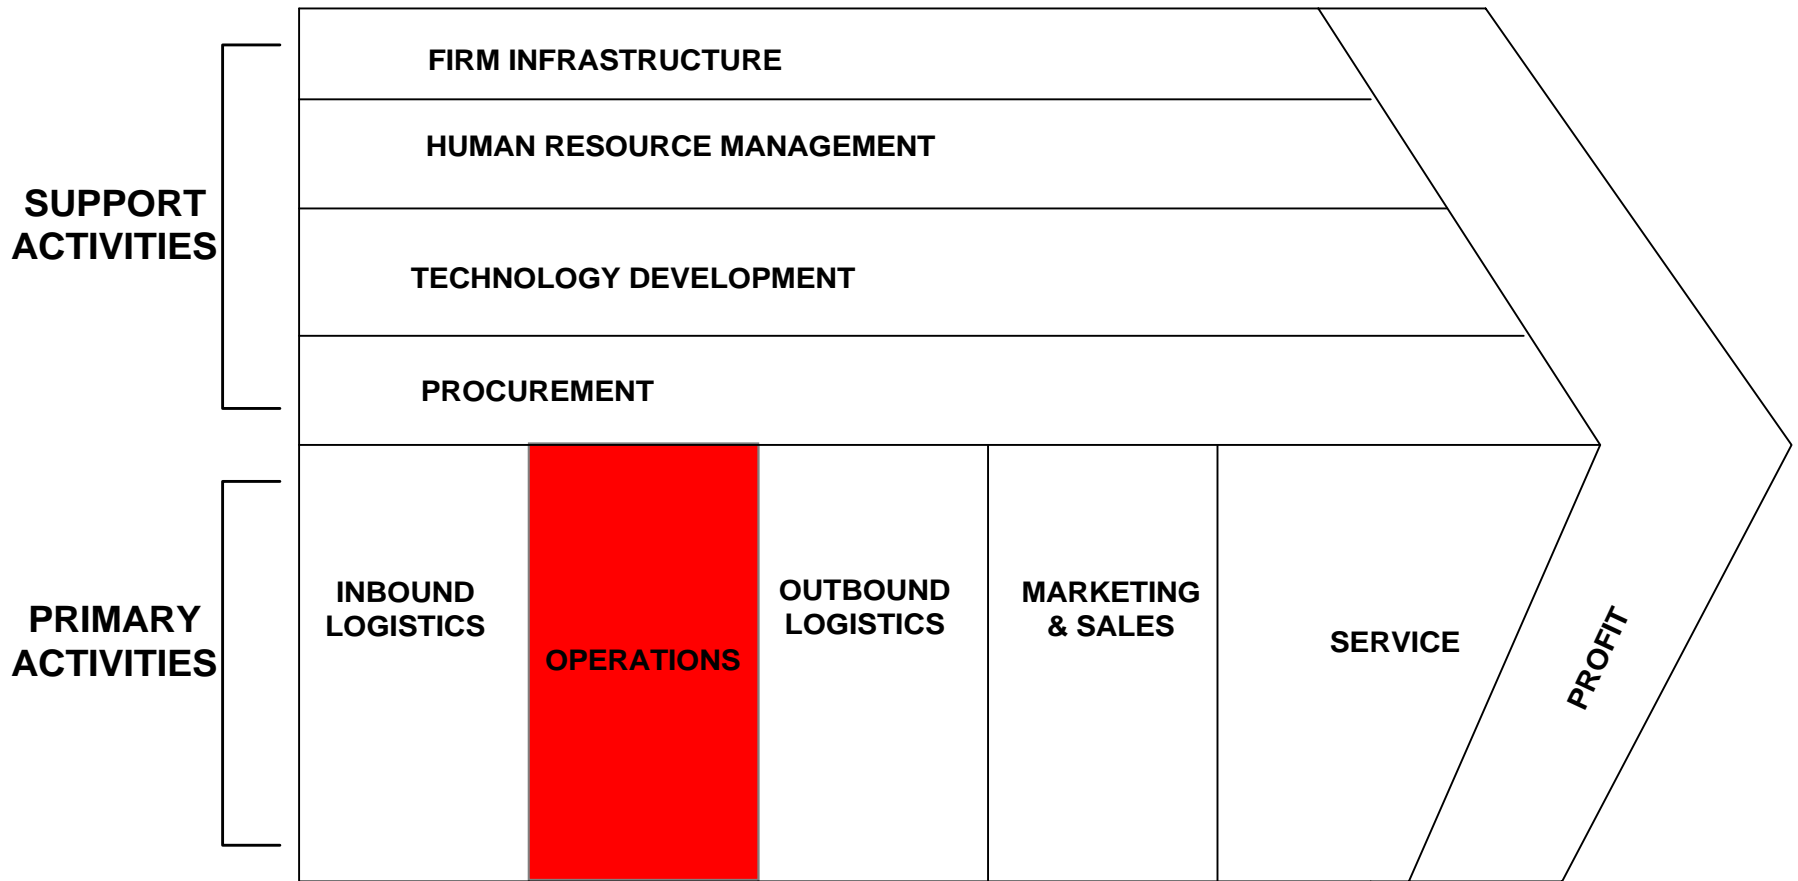 FIRM INFRASTRUCTURE
HUMAN RESOURCE MANAGEMENT
SUPPORT
ACTIVITIES
TECHNOLOGY DEVELOPMENT
PROCUREMENT
PRIMARY
ACTIVITIES
INBOUND
LOGISTICS
OPERATIONS
OUTBOUND
LOGISTICS
MARKETING
& SALES
SERVICE
PROFIT